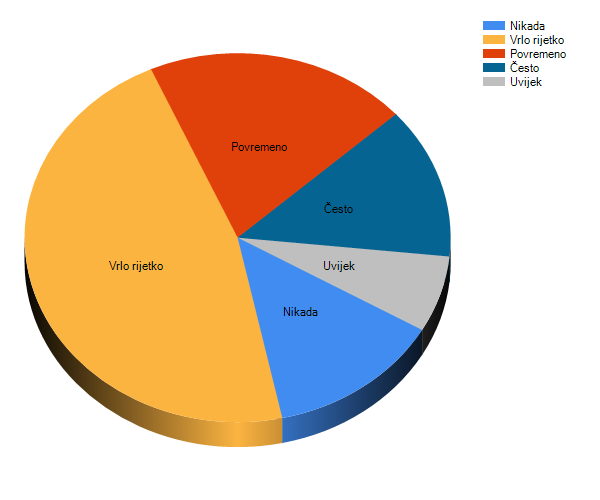 Nikada
Vrlo rijetko
Povremeno
Često
Uvijek
Povremeno
Često
Vrlo rijetko
Uvijek
Nikada